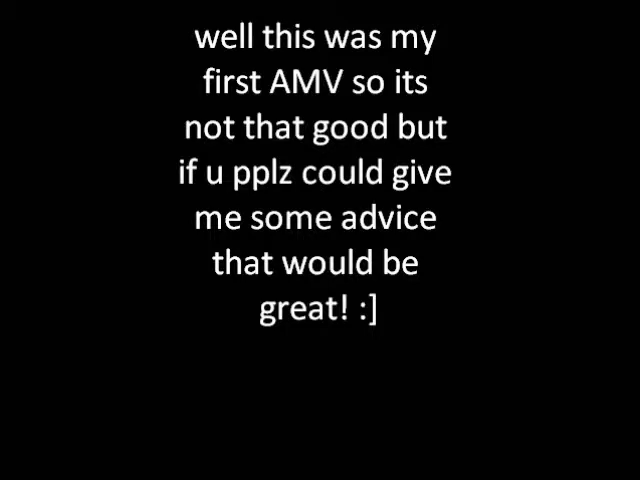 well this was my
first AMV so its
not that good but
if u pplz could give
me some advice
that would be
great! :]